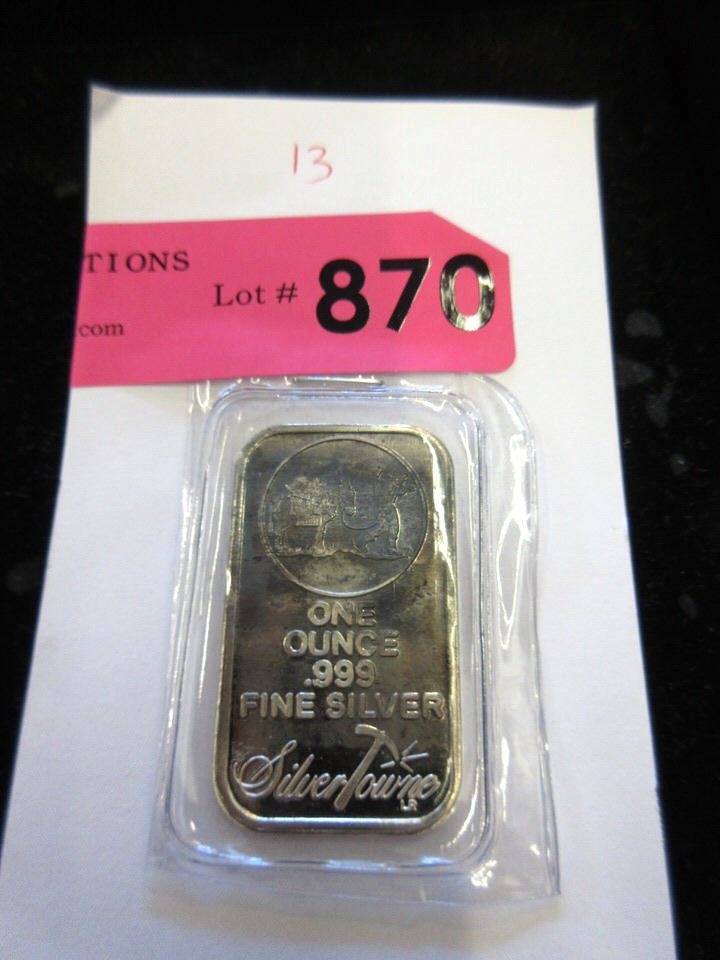 13
TIONS
Lot # 870
.com
ONE
OUNCE
.999
FINE SILVER
SilverTowne
LR